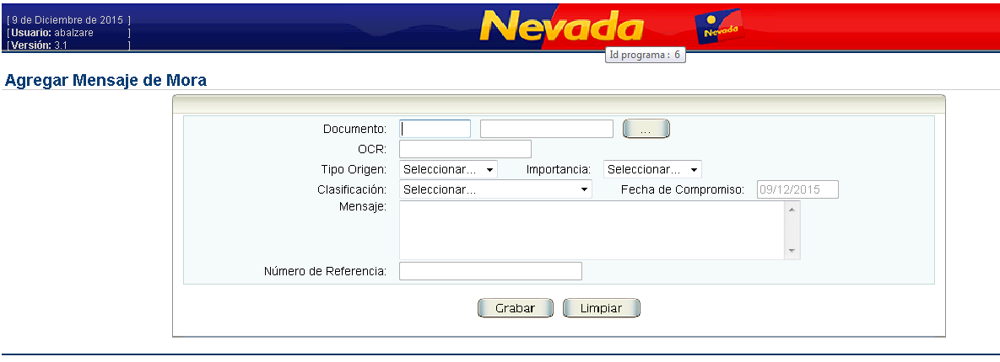 [ 9 de Diciembre de 2015 ]
[ Usuario: abalzare ]
[ Versión: 3.1 ]
Nevada
Nevada
Id programa : 6
Agregar Mensaje de Mora
Documento: ...
OCR:
Tipo Origen: Seleccionar... Importancia: Seleccionar...
Clasificación: Seleccionar... Fecha de Compromiso: 09/12/2015
Mensaje:
Número de Referencia:
Grabar Limpiar